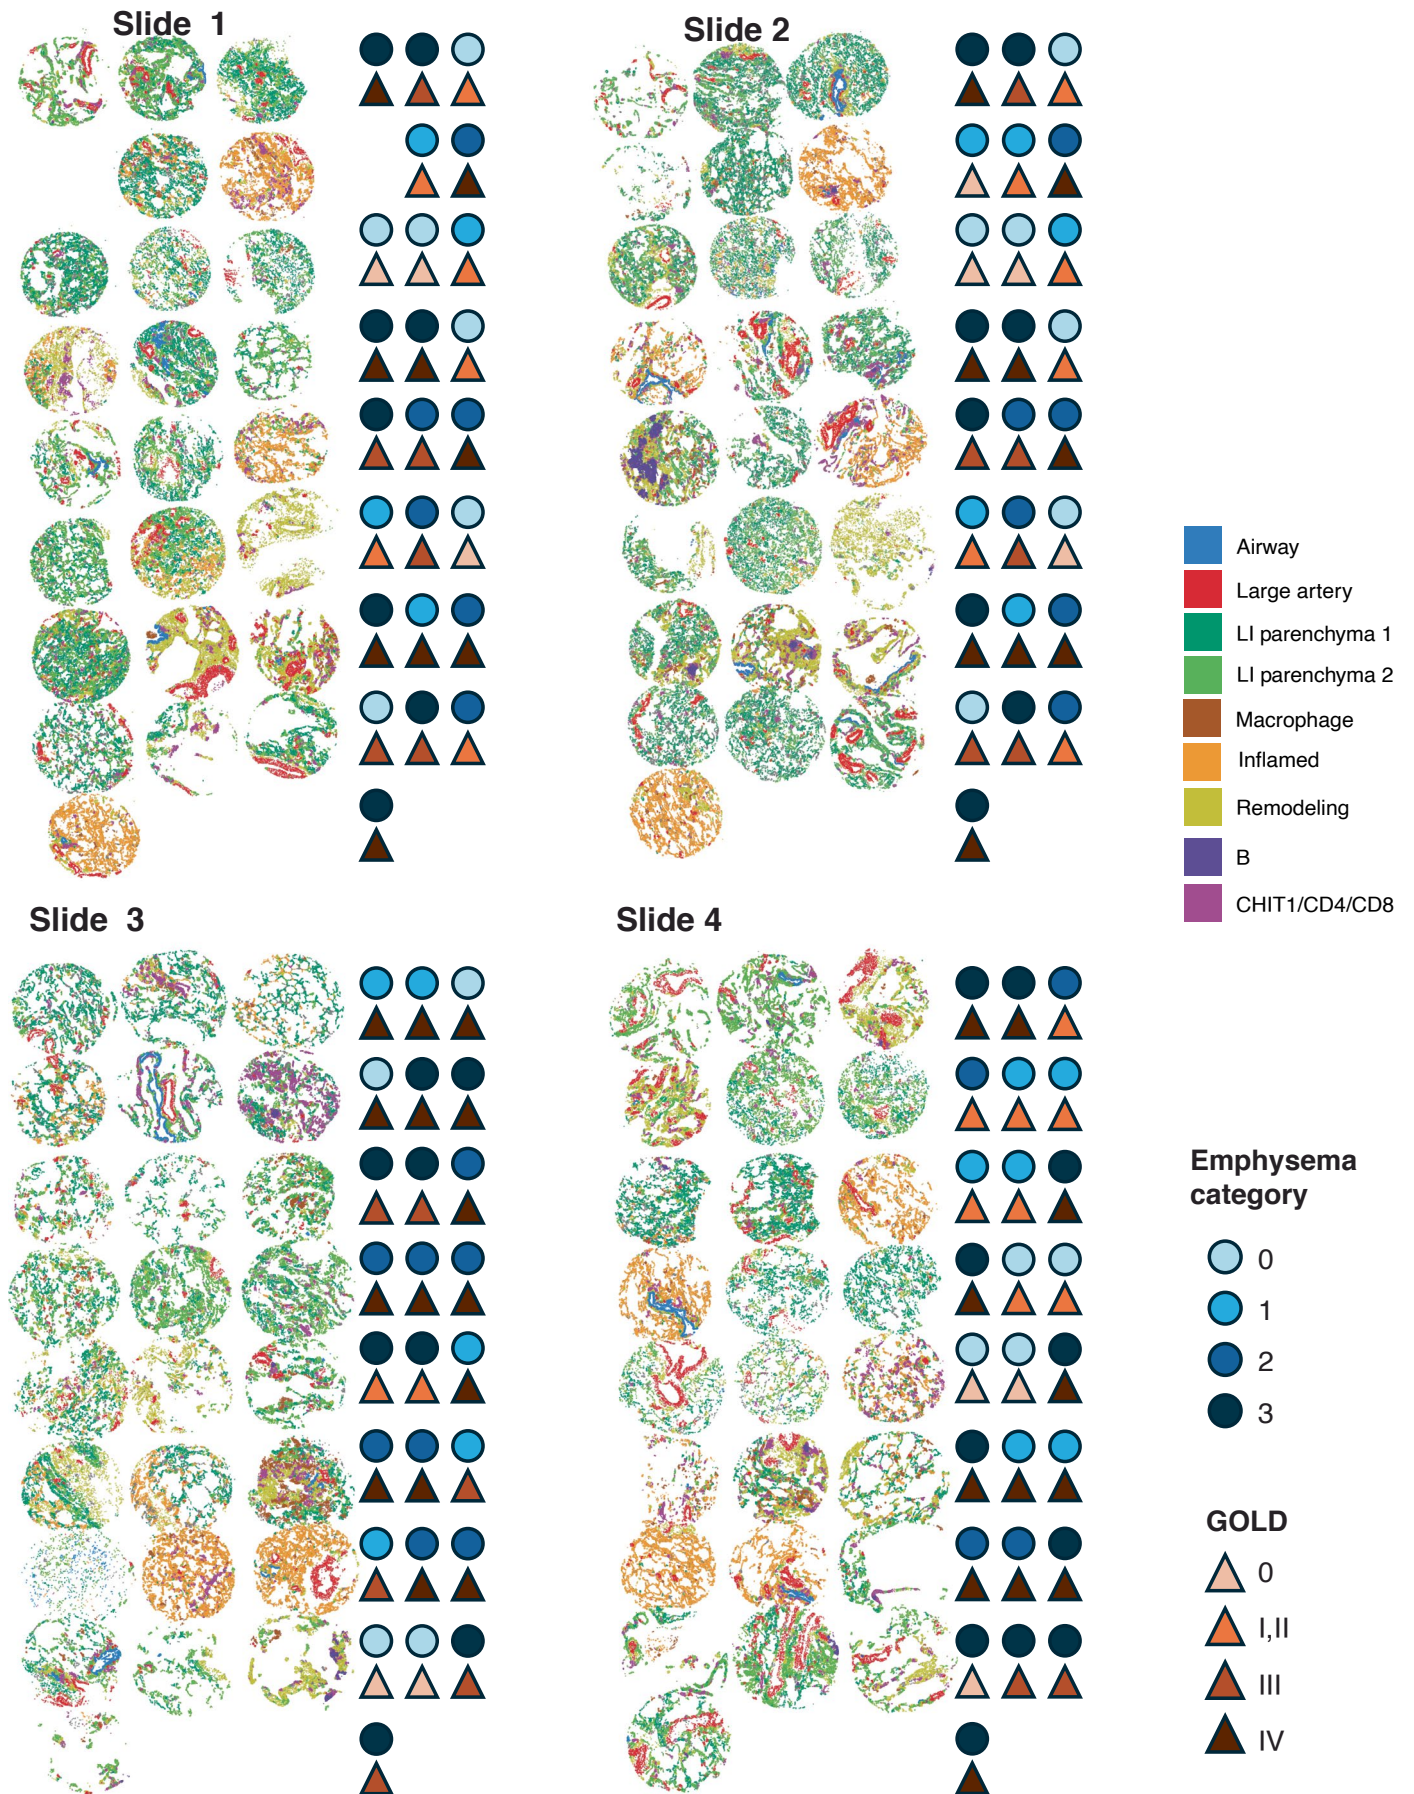 Slide 1
Slide 2
Airway
Large artery
LI parenchyma 1
LI parenchyma 2
Macrophage
Inflamed
Remodeling
B
CHIT1/CD4/CD8
Slide 3
Slide 4
Emphysema
category
0
1
2
3
GOLD
0
I,II
III
IV